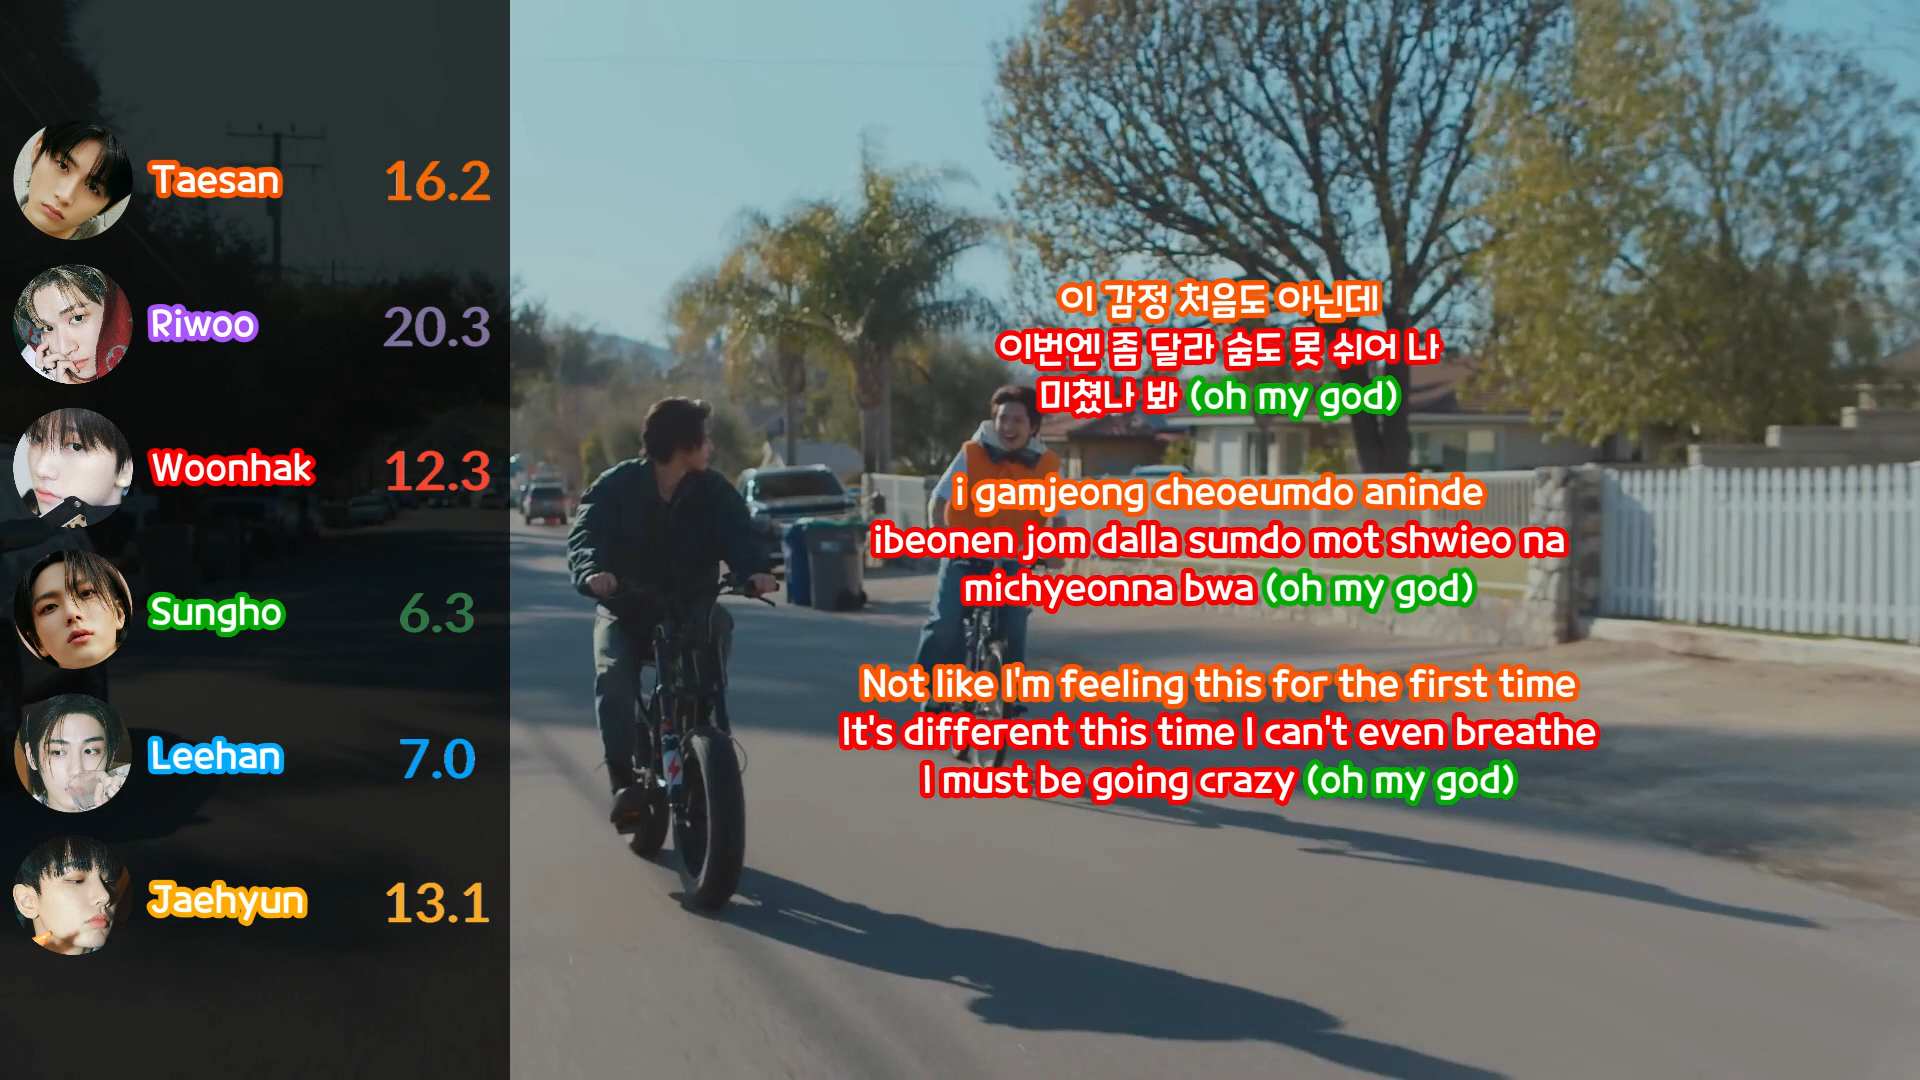 Taesan 16.2
Riwoo 20.3
Woonhak 12.3
Sungho 6.3
Leehan 7.0
Jaehyun 13.1
이 감정 처음도 아닌데
이번엔 좀 달라 숨도 못 쉬어 나
미쳤나 봐 (oh my god)
i gamjeong cheoeumdo aninde
ibeonen jom dalla sumdo mot shwieo na
michyeonna bwa (oh my god)
Not like I'm feeling this for the first time
It's different this time I can't even breathe
I must be going crazy (oh my god)